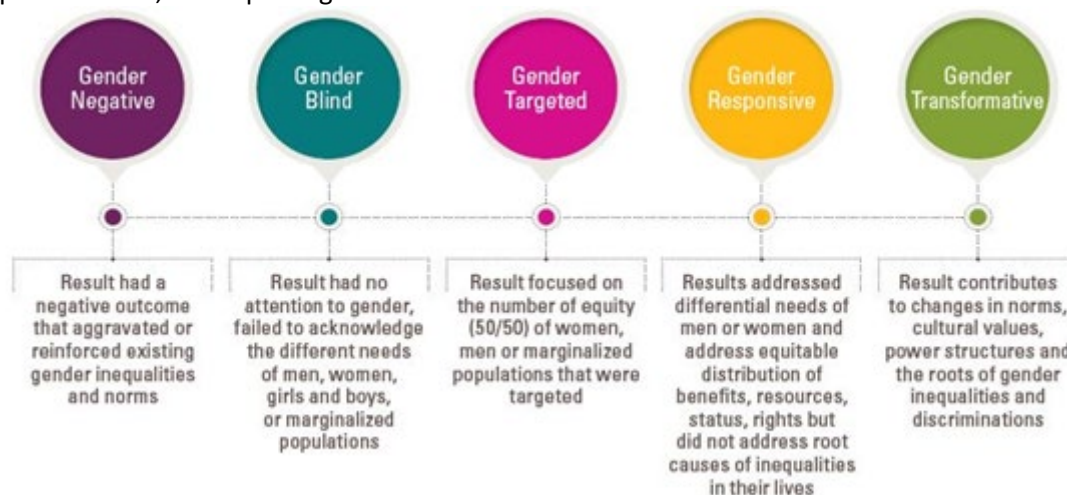 Gender
Negative
Gender
Blind
Gender
Targeted
Gender
Responsive
Gender
Transformative
Result had a
negative outcome
that aggravated or
reinforced existing
gender inequalities
and norms
Result had no
attention to gender,
failed to acknowledge
the different needs
of men, women,
girls and boys,
or marginalized
populations
Result focused on
the number of equity
(50/50) of women,
men or marginalized
populations that were
targeted
Results addressed
differential needs of
men or women and
address equitable
distribution of
benefits, resources,
status, rights but
did not address root
causes of inequalities
in their lives
Result contributes
to changes in norms,
cultural values,
power structures and
the roots of gender
inequalities and
discriminations